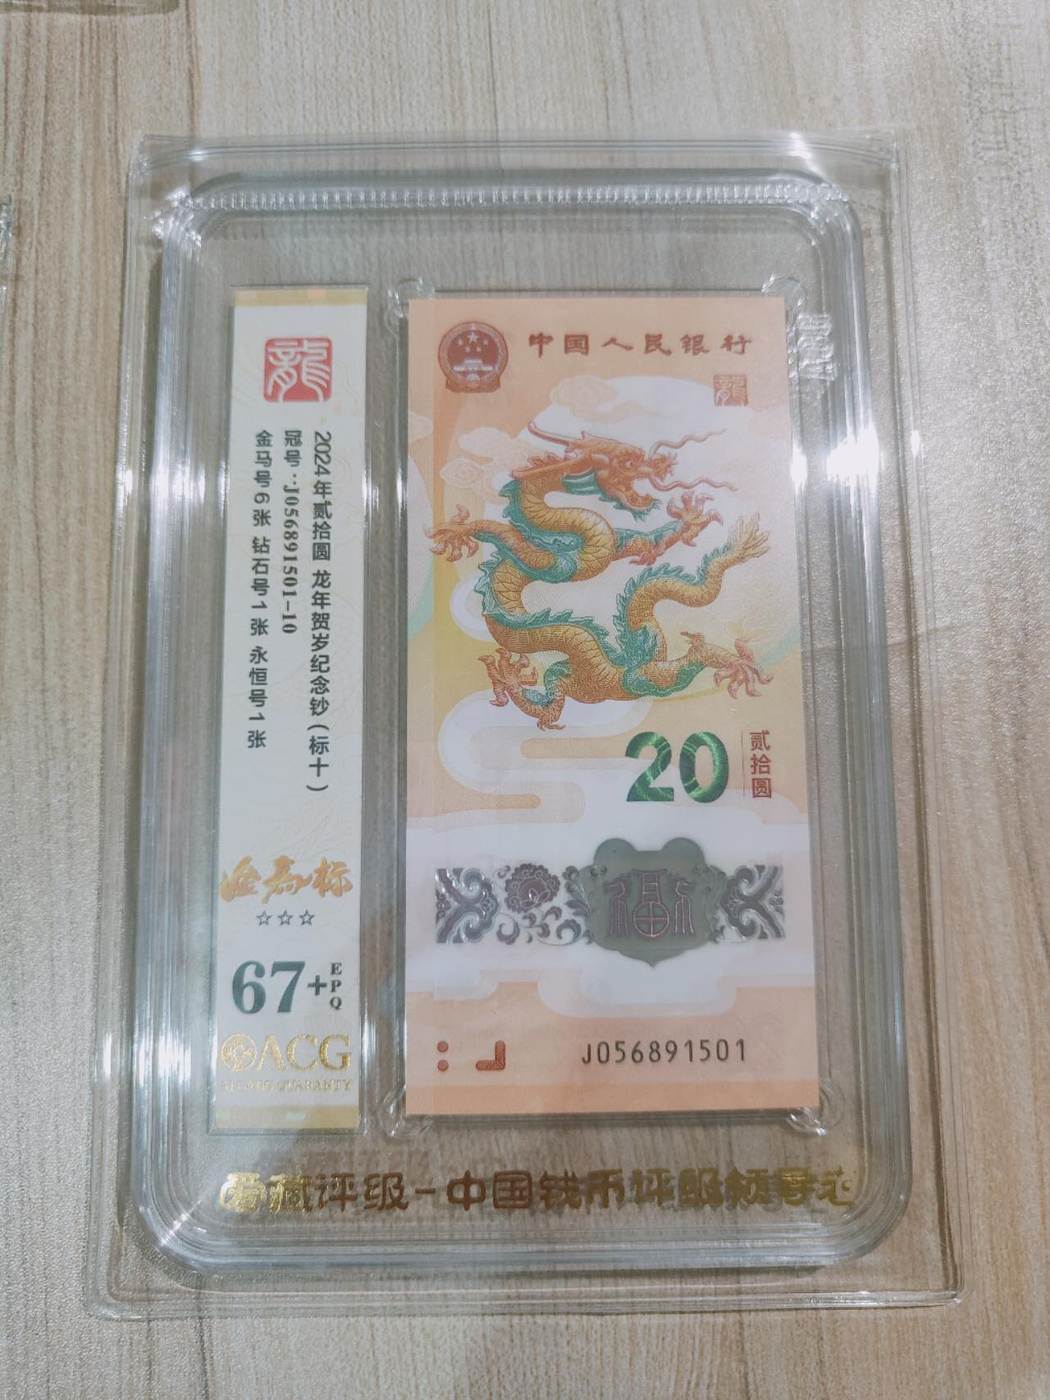 龍
2024年贰拾圆 龙年贺岁纪念钞(标十)
冠号:J056891501-10
金马号6张 钻石号1张 永恒号1张
☆☆☆
67+EPQ
ACG
中国人民银行
龍
20
贰拾圆
福
J056891501
爱藏评级-中国钱币评级领导